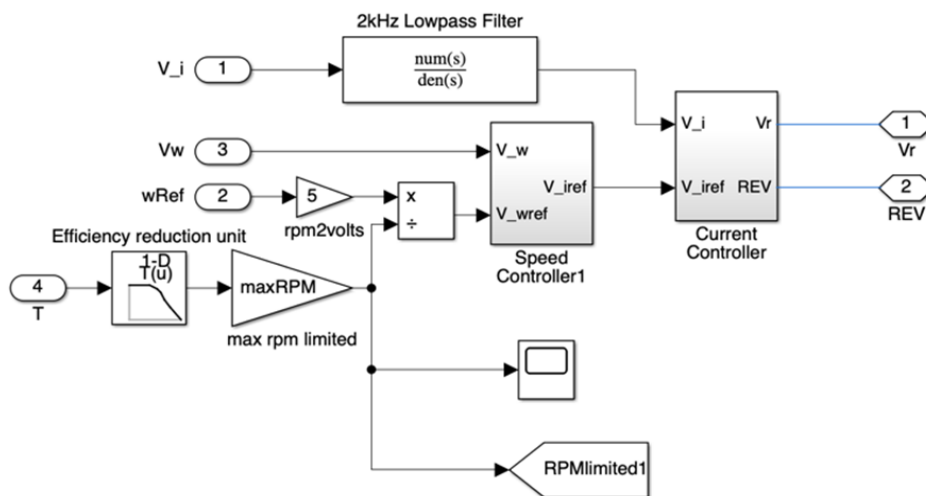 2kHz Lowpass Filter
V_i
1
num(s)
den(s)
Vw
3
V_w
V_i
Vr
1
Vr
wRef
2
5
rpm2volts
x
÷
V_iref
V_wref
V_iref
REV
2
REV
Speed
Controller1
Current
Controller
Efficiency reduction unit
1-D
T(u)
4
T
maxRPM
max rpm limited
RPMlimited1